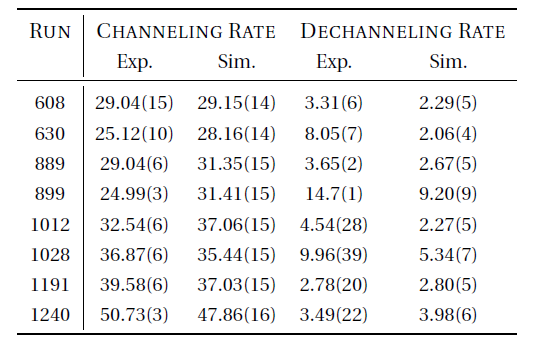 RUN CHANNELING RATE DECHANNELING RATE
Exp. Sim. Exp. Sim.
608 29.04(15) 29.15(14) 3.31(6) 2.29(5)
630 25.12(10) 28.16(14) 8.05(7) 2.06(4)
889 29.04(6) 31.35(15) 3.65(2) 2.67(5)
899 24.99(3) 31.41(15) 14.7(1) 9.20(9)
1012 32.54(6) 37.06(15) 4.54(28) 2.27(5)
1028 36.87(6) 35.44(15) 9.96(39) 5.34(7)
1191 39.58(6) 37.03(15) 2.78(20) 2.80(5)
1240 50.73(3) 47.86(16) 3.49(22) 3.98(6)